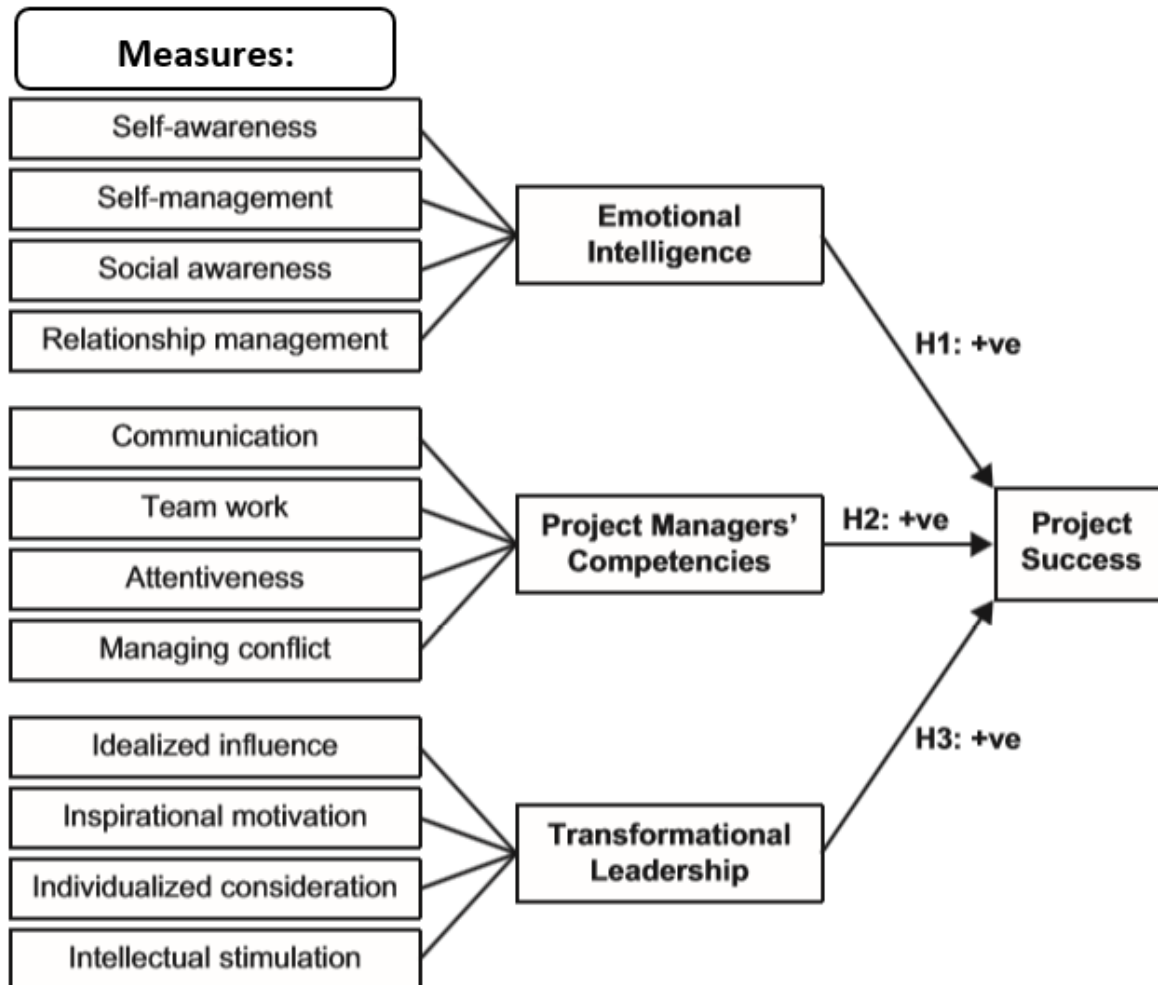 Measures:
Self-awareness
Self-management
Social awareness
Relationship management
Emotional
Intelligence
H1: +ve
Communication
Team work
Attentiveness
Managing conflict
Project Managers’
Competencies
H2: +ve
Project
Success
Idealized influence
Inspirational motivation
Individualized consideration
Intellectual stimulation
Transformational
Leadership
H3: +ve